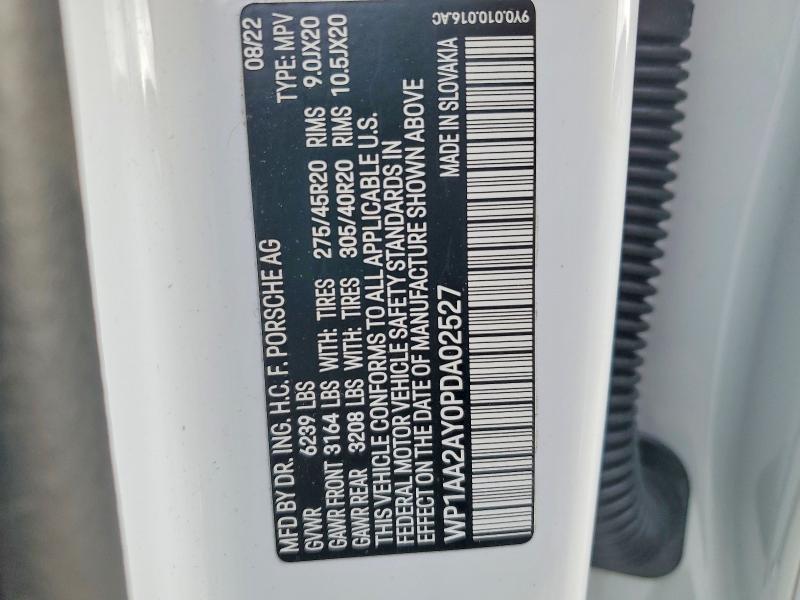 MFD BY DR. ING. H.C. F. PORSCHE AG 08/22
GVWR 6239 LBS TYPE: MPV
GAWR FRONT 3164 LBS WITH: TIRES 275/45R20 RIMS 9.0JX20
GAWR REAR 3208 LBS WITH: TIRES 305/40R20 RIMS 10.5JX20
THIS VEHICLE CONFORMS TO ALL APPLICABLE U.S.
FEDERAL MOTOR VEHICLE SAFETY STANDARDS IN
EFFECT ON THE DATE OF MANUFACTURE SHOWN ABOVE
WP1AA2AY0PDA02527 MADE IN SLOVAKIA
9Y0.010.016.AC